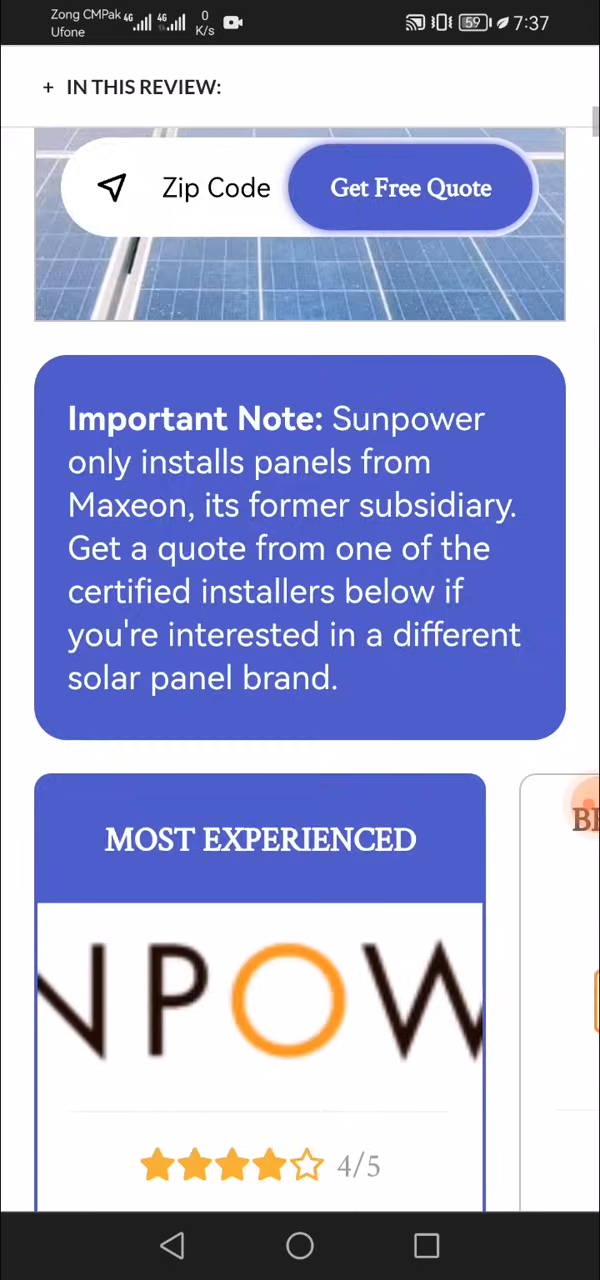 Zong CMPak 4G 4G 0 59 7:37
Ufone K/s
+ IN THIS REVIEW:
Zip Code Get Free Quote
Important Note: Sunpower
only installs panels from
Maxeon, its former subsidiary.
Get a quote from one of the
certified installers below if
you're interested in a different
solar panel brand.
MOST EXPERIENCED
NPOW
4/5